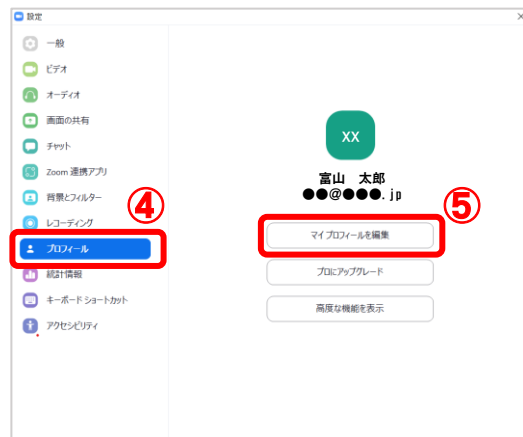 設定
一般
ビデオ
オーディオ
画面の共有
チャット
Zoom 連携アプリ
背景とフィルター
レコーディング
④
プロフィール
統計情報
キーボード ショートカット
アクセシビリティ
XX
富山 太郎
●●@●●●.jp
⑤
マイ プロフィールを編集
プロにアップグレード
高度な機能を表示